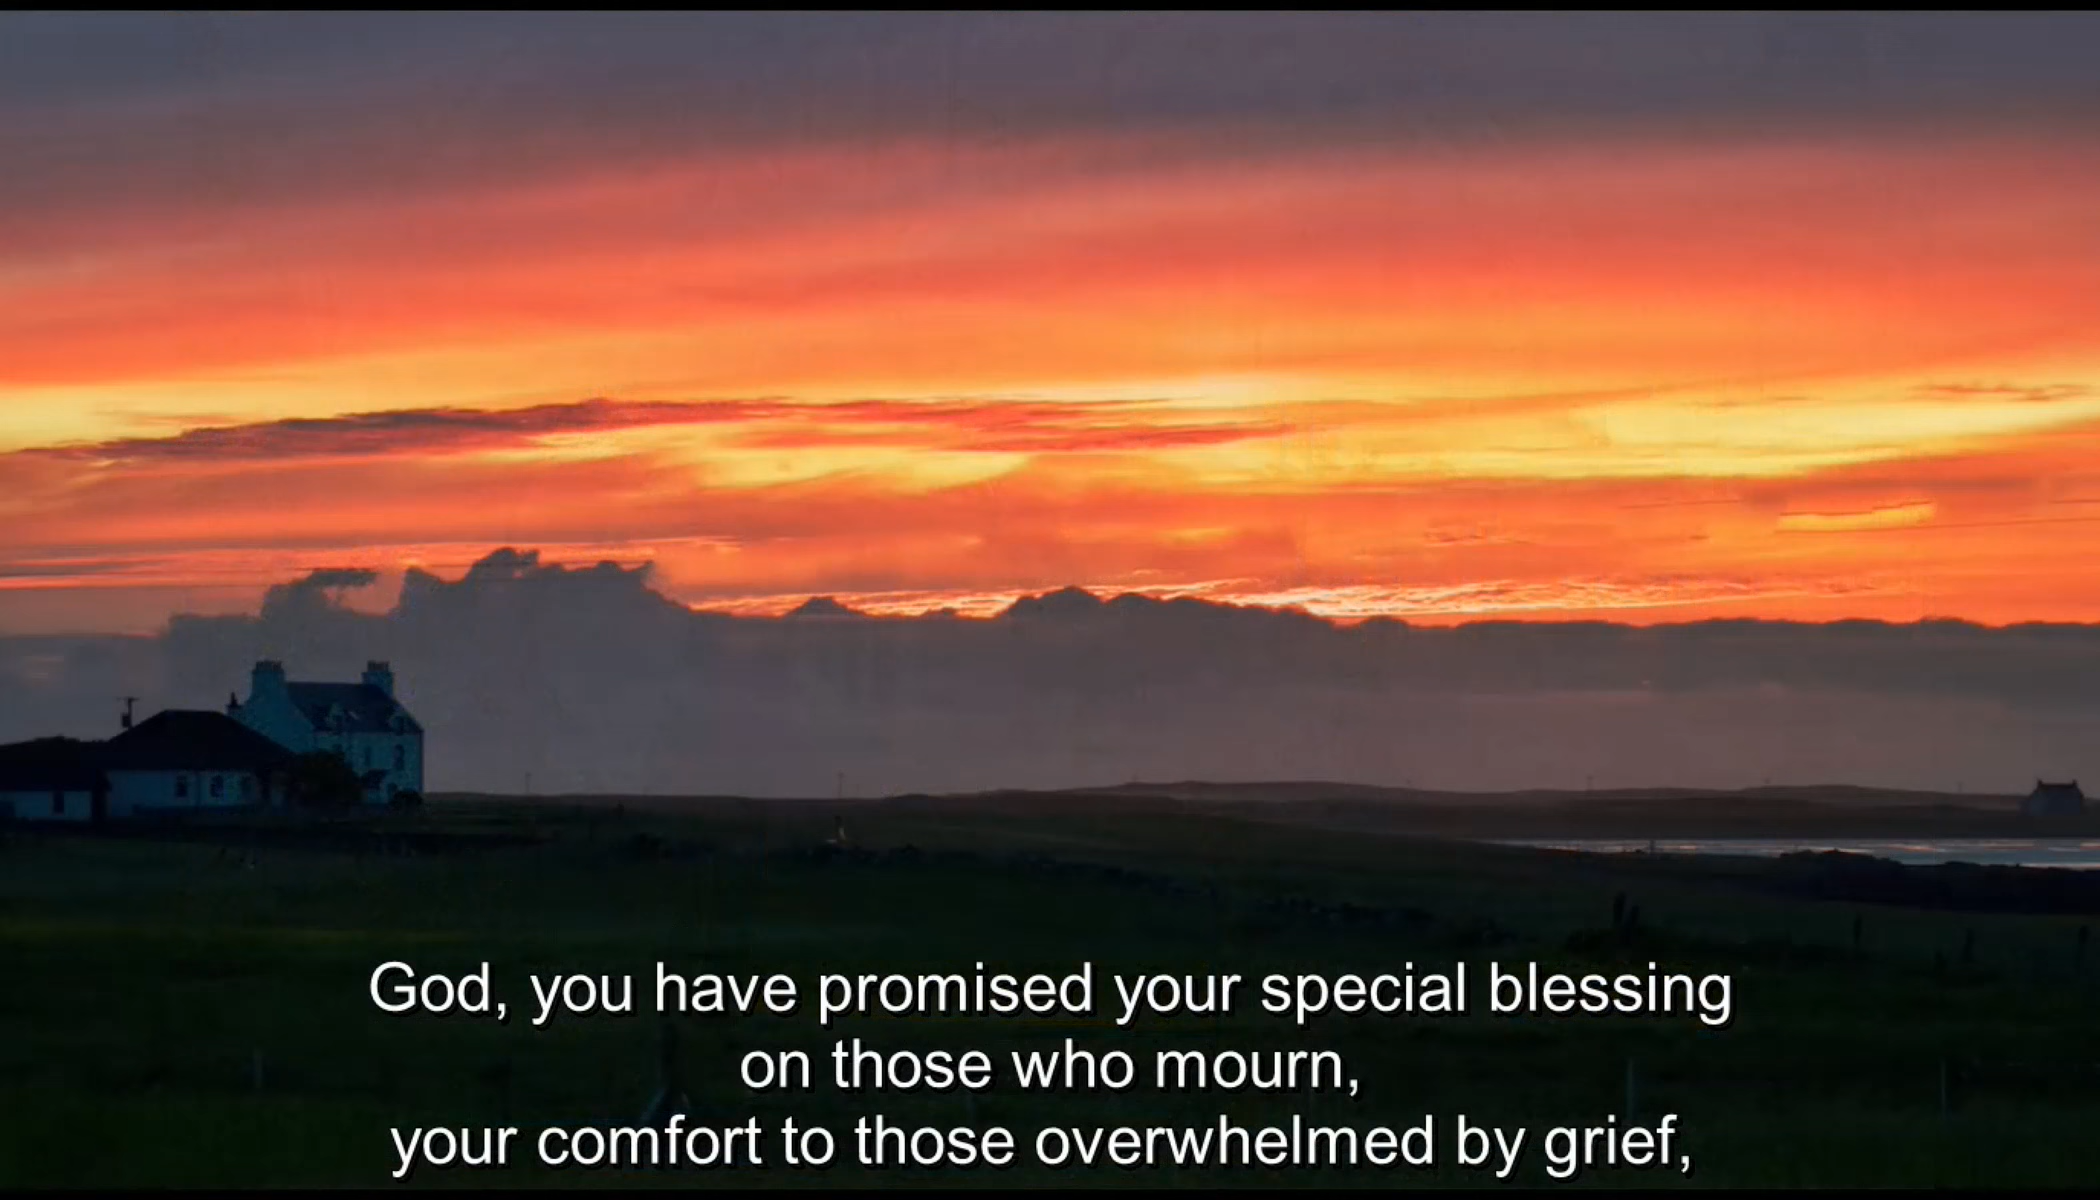 God, you have promised your special blessing
on those who mourn,
your comfort to those overwhelmed by grief,